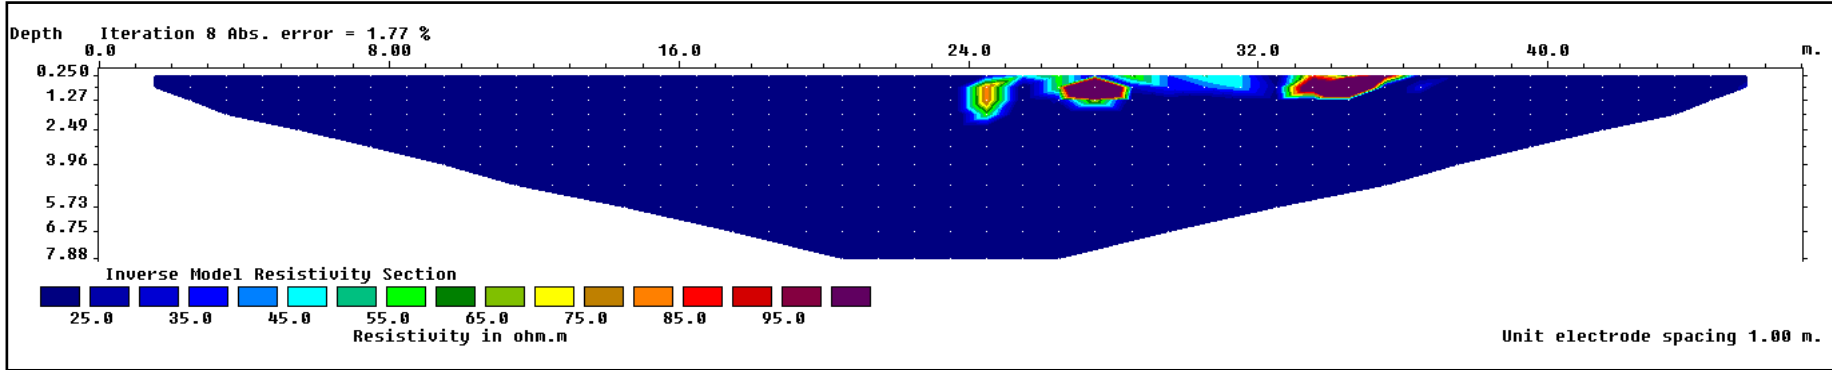 Depth Iteration 8 Abs. error = 1.77 %
0.0 8.00 16.0 24.0 32.0 40.0 m.
0.250
1.27
2.49
3.96
5.73
6.75
7.88
Inverse Model Resistivity Section
25.0 35.0 45.0 55.0 65.0 75.0 85.0 95.0
Resistivity in ohm.m
Unit electrode spacing 1.00 m.